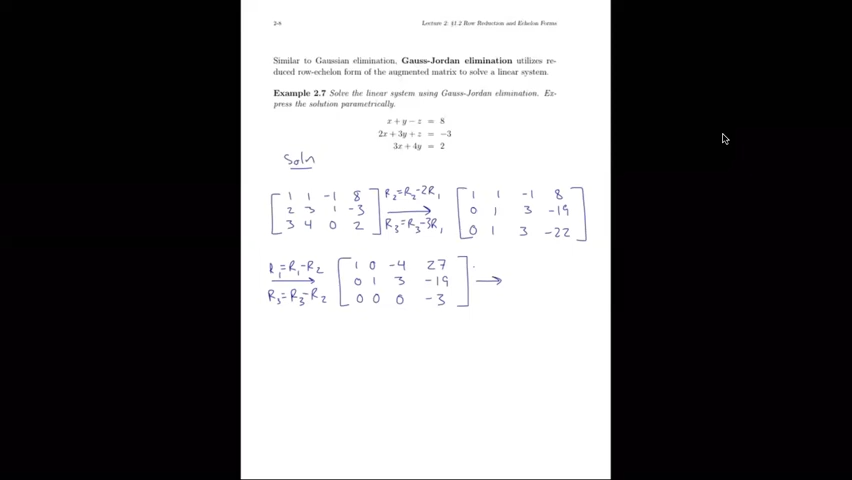 2-8 Lecture 2: §1.2 Row Reduction and Echelon Forms
Similar to Gaussian elimination, Gauss-Jordan elimination utilizes re-
duced row-echelon form of the augmented matrix to solve a linear system.
Example 2.7 Solve the linear system using Gauss-Jordan elimination. Ex-
press the solution parametrically.
x + y − z = 8
2x + 3y + z = −3
3x + 4y = 2
Soln
[1 1 -1 8 R₂=R₂-2R₁ [1 1 -1 8
2 3 1 -3 → 0 1 3 -19
3 4 0 2] R₃=R₃-3R₁ 0 1 3 -22]
R₁=R₁-R₂ [1 0 -4 27
→ 0 1 3 -19 →
R₃=R₃-R₂ 0 0 0 -3]